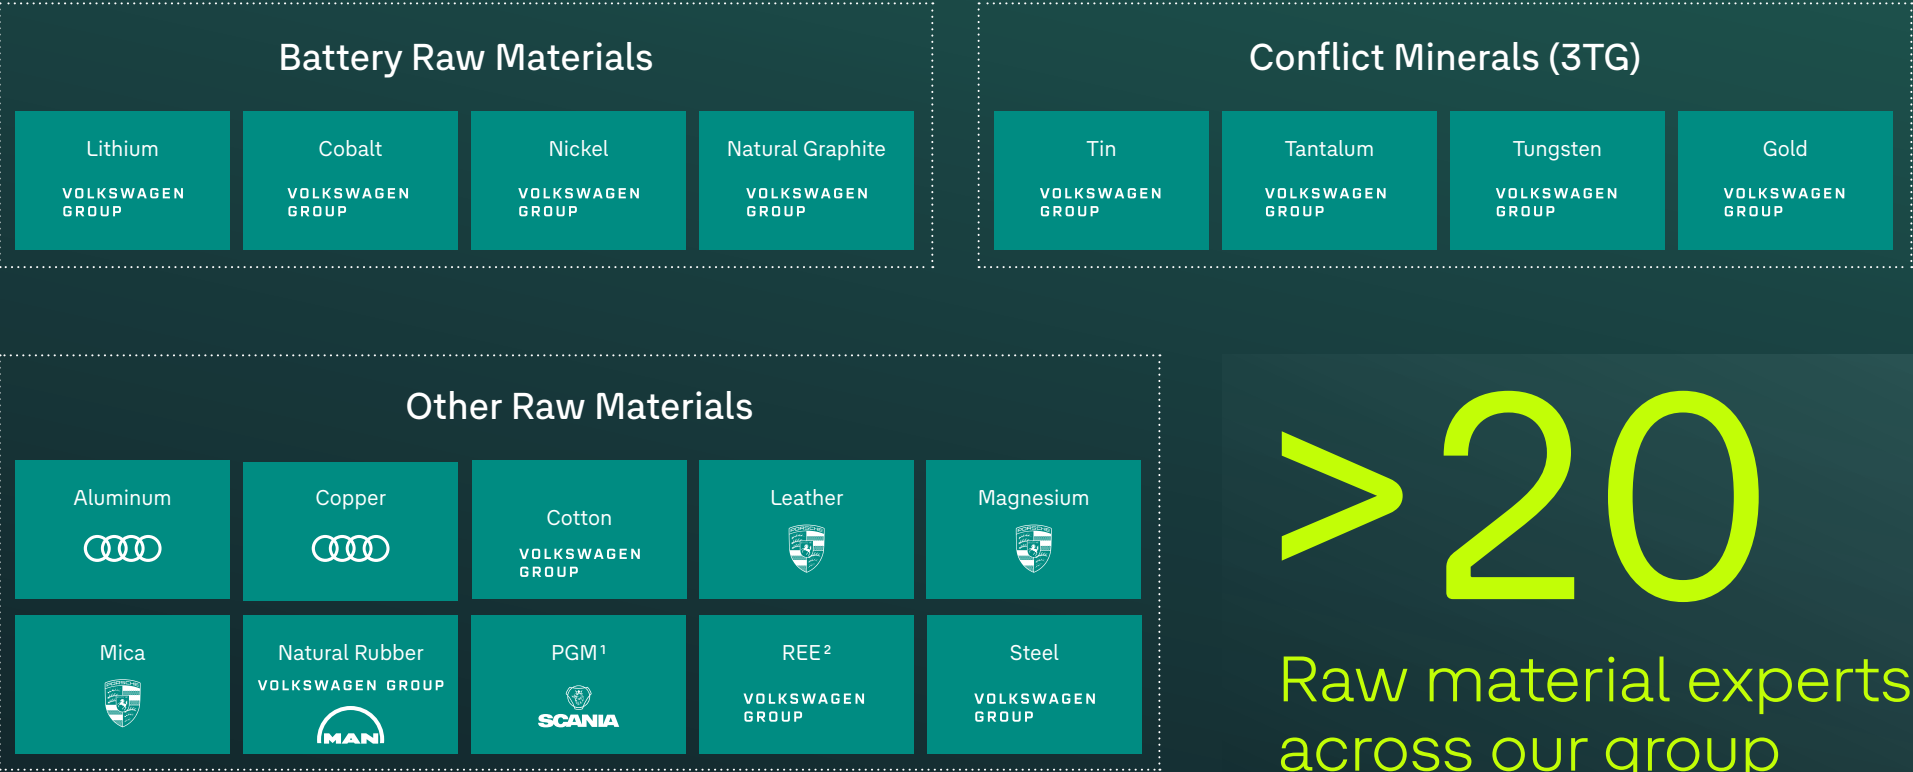 Battery Raw Materials
Lithium
VOLKSWAGEN
GROUP
Cobalt
VOLKSWAGEN
GROUP
Nickel
VOLKSWAGEN
GROUP
Natural Graphite
VOLKSWAGEN
GROUP
Conflict Minerals (3TG)
Tin
VOLKSWAGEN
GROUP
Tantalum
VOLKSWAGEN
GROUP
Tungsten
VOLKSWAGEN
GROUP
Gold
VOLKSWAGEN
GROUP
Other Raw Materials
Aluminum
Copper
Cotton
VOLKSWAGEN
GROUP
Leather
PORSCHE
Magnesium
PORSCHE
Mica
PORSCHE
Natural Rubber
VOLKSWAGEN GROUP
MAN
PGM¹
SCANIA
REE²
VOLKSWAGEN
GROUP
Steel
VOLKSWAGEN
GROUP
>20
Raw material experts
across our group